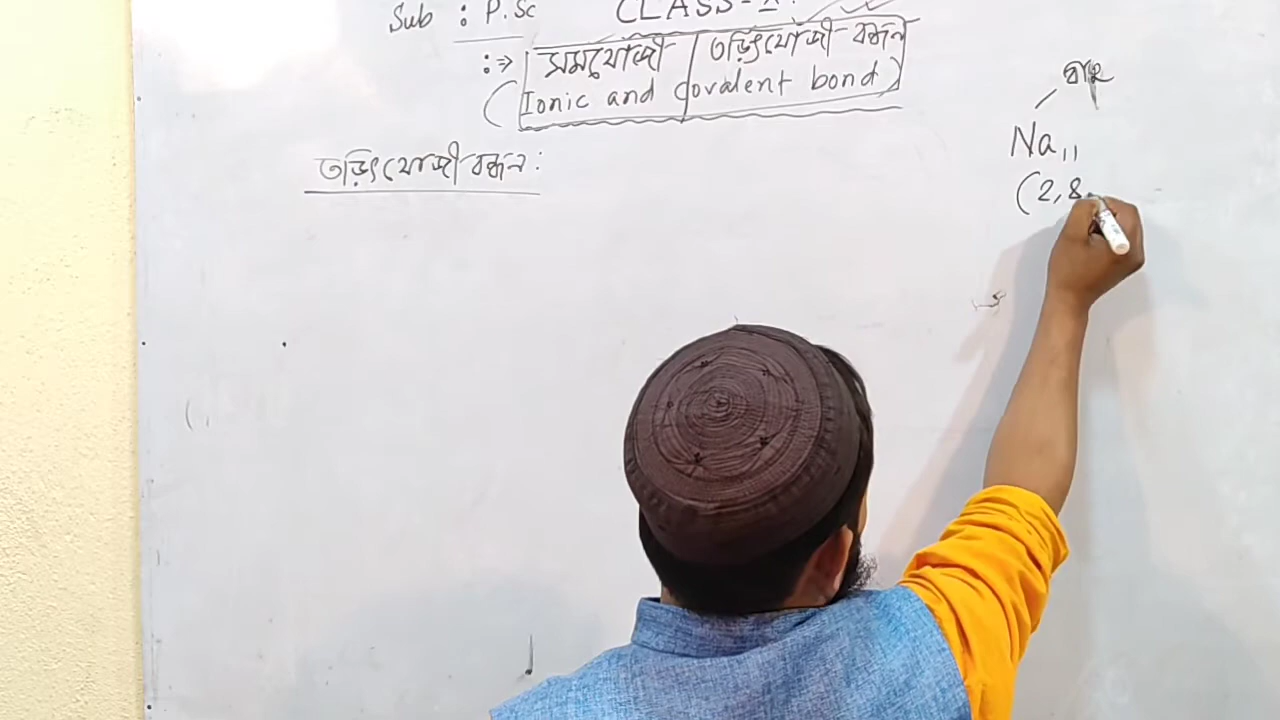 Sub : P.Sc CLASS-X
:⇒ সমযোজী / তড়িৎযোজী বন্ধন
(Ionic and covalent bond)
তড়িৎযোজী বন্ধন :
Na₁₁
(2,8